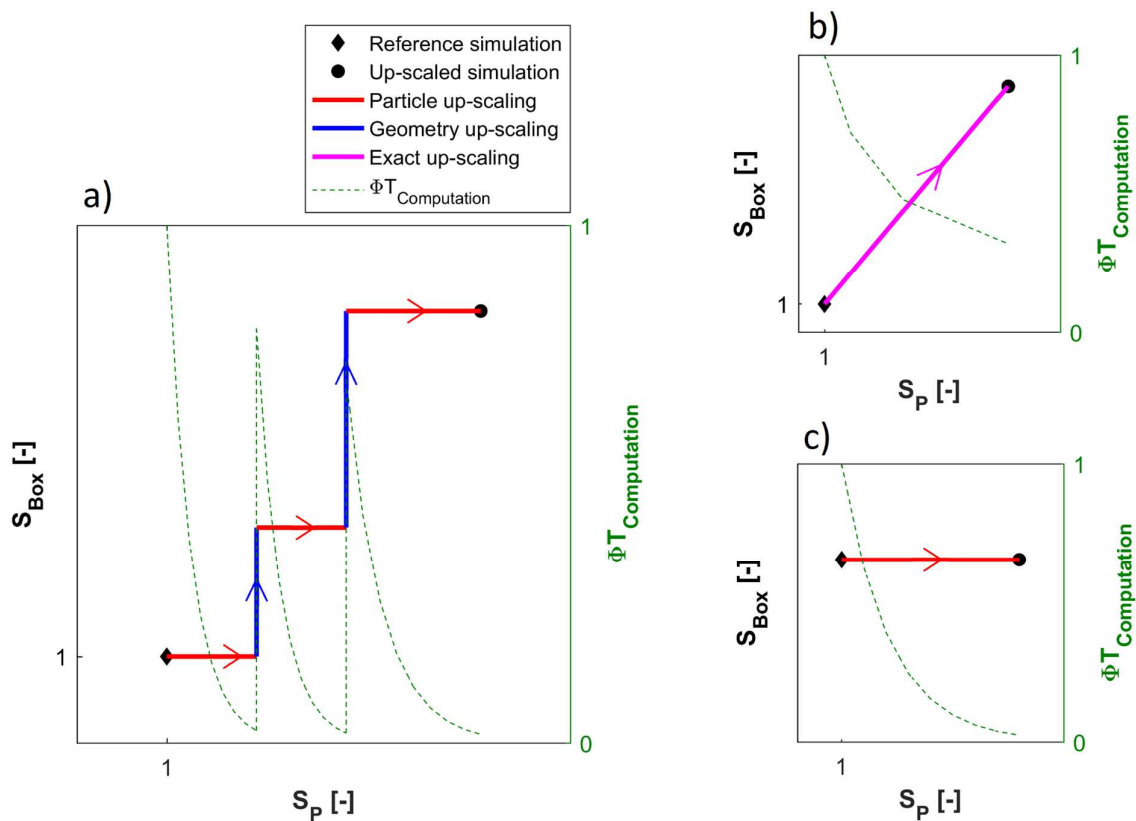 Reference simulation
Up-scaled simulation
Particle up-scaling
Geometry up-scaling
Exact up-scaling
ΦT_Computation
a)
S_Box [-]
1
1
S_P [-]
1
0
ΦT_Computation
b)
S_Box [-]
1
1
S_P [-]
1
0
ΦT_Computation
c)
S_Box [-]
1
S_P [-]
1
0
ΦT_Computation